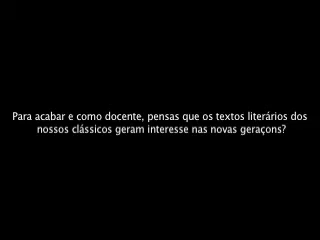 Para acabar e como docente, pensas que os textos literários dos
nossos clássicos geram interesse nas novas geraçons?